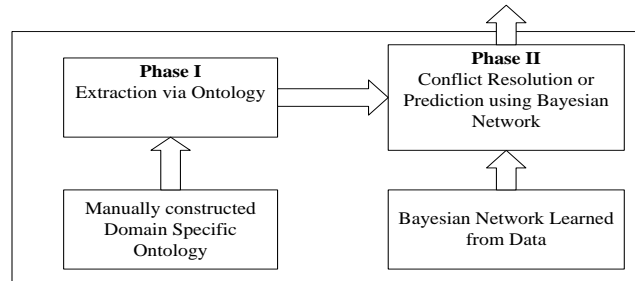 Phase I
Extraction via Ontology
Phase II
Conflict Resolution or
Prediction using Bayesian
Network
Manually constructed
Domain Specific
Ontology
Bayesian Network Learned
from Data